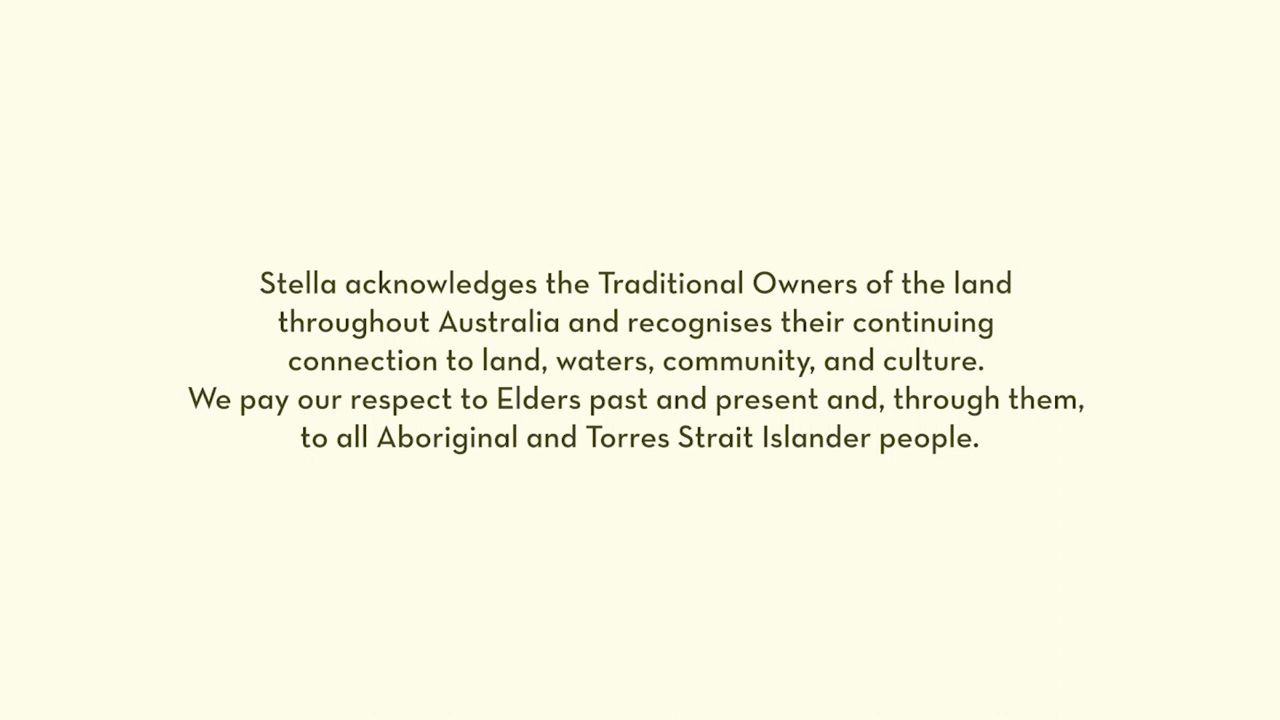 Stella acknowledges the Traditional Owners of the land
throughout Australia and recognises their continuing
connection to land, waters, community, and culture.
We pay our respect to Elders past and present and, through them,
to all Aboriginal and Torres Strait Islander people.